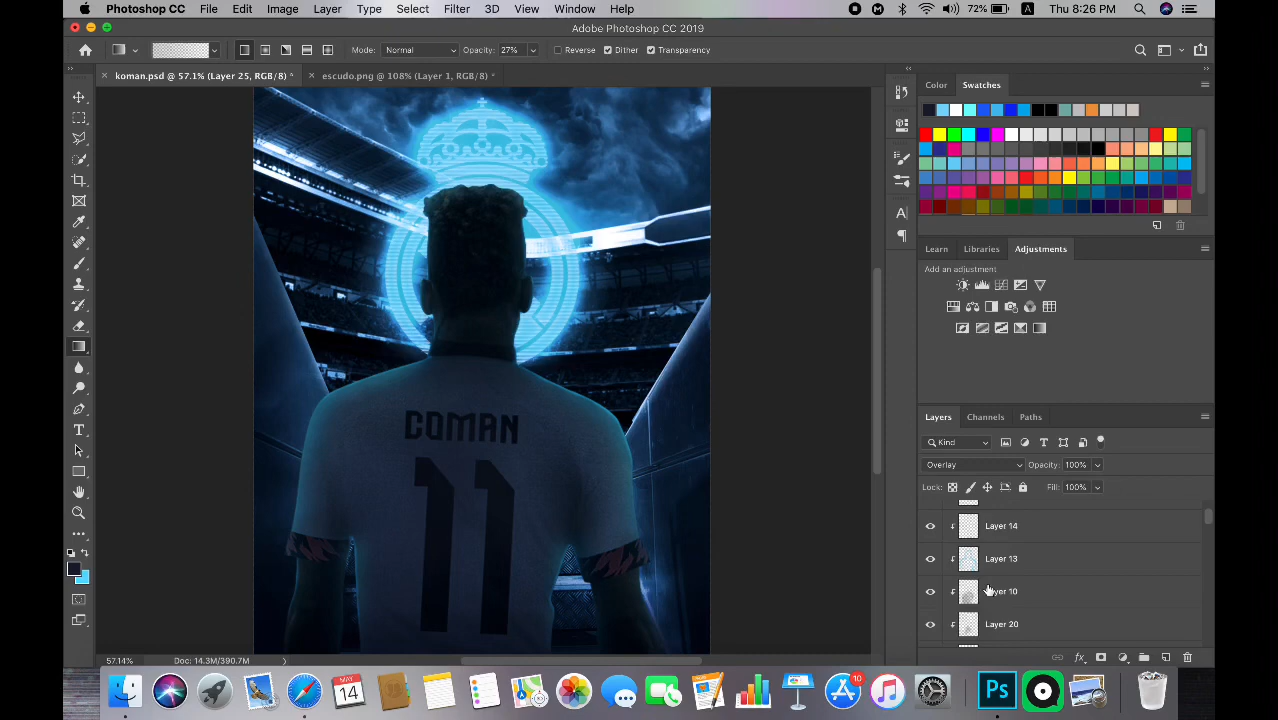 Photoshop CC File Edit Image Layer Type Select Filter 3D View Window Help 72% A Thu 8:26 PM
Adobe Photoshop CC 2019
Mode: Normal Opacity: 27% Reverse Dither Transparency
koman.psd @ 57.1% (Layer 25, RGB/8) * escudo.png @ 108% (Layer 1, RGB/8) *
Color Swatches
Learn Libraries Adjustments
Add an adjustment
COMAN
11
Layers Channels Paths
Kind
Overlay Opacity: 100%
Lock: Fill: 100%
Layer 14
Layer 13
yer 10
Layer 20
57.14% Doc: 14.3M/390.7M
MAY
14
10
Ps